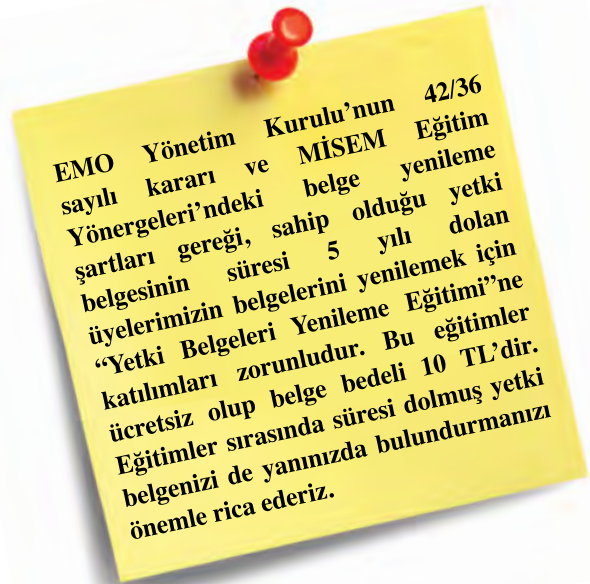 EMO Yönetim Kurulu’nun 42/36
sayılı kararı ve MİSEM Eğitim
Yönergeleri’ndeki belge yenileme
şartları gereği, sahip olduğu yetki
belgesinin süresi 5 yılı dolan
üyelerimizin belgelerini yenilemek için
“Yetki Belgeleri Yenileme Eğitimi”ne
katılımları zorunludur. Bu eğitimler
ücretsiz olup belge bedeli 10 TL’dir.
Eğitimler sırasında süresi dolmuş yetki
belgenizi de yanınızda bulundurmanızı
önemle rica ederiz.